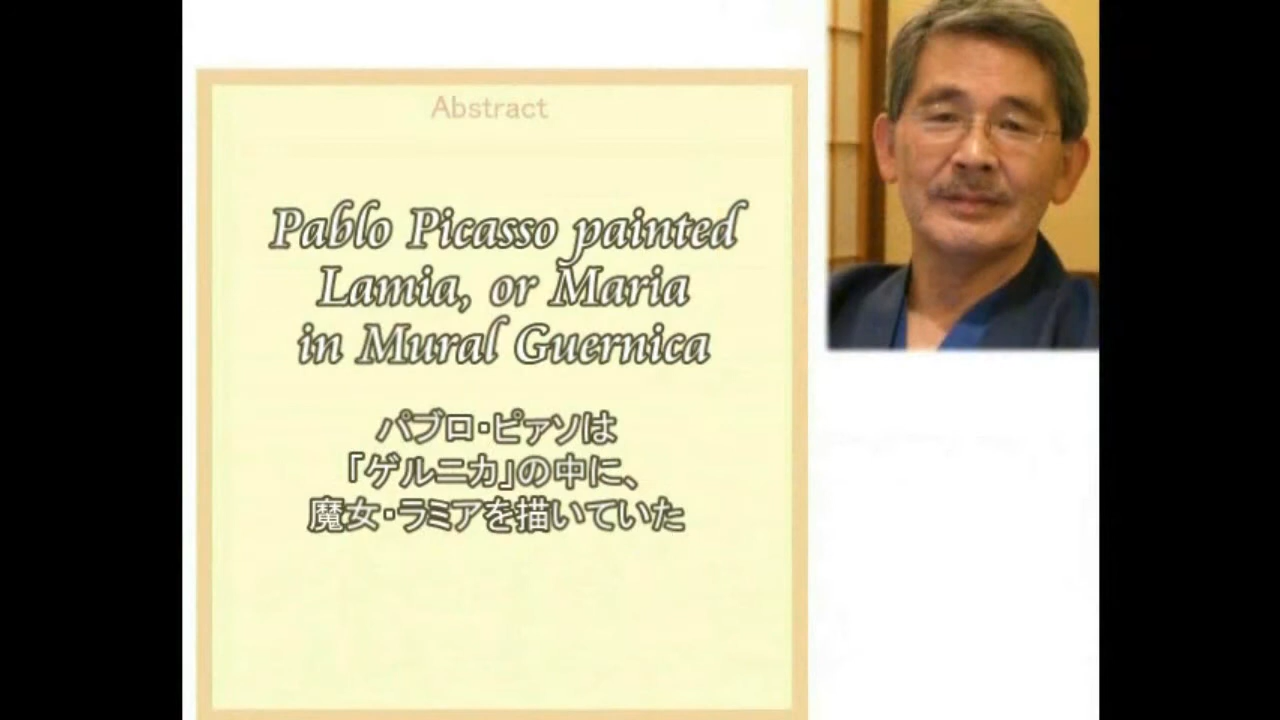 Abstract
Pablo Picasso painted
Lamia, or Maria
in Mural Guernica
パブロ・ピァソは
「ゲルニカ」の中に、
魔女・ラミアを描いていた